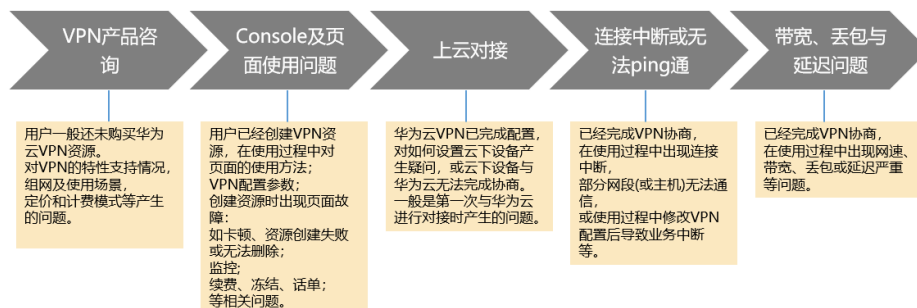 VPN产品咨
询
Console及页
面使用问题
上云对接
连接中断或无
法ping通
带宽、丢包与
延迟问题
用户一般还未购买华为
云VPN资源。
对VPN的特性支持情况,
组网及使用场景,
定价和计费模式等产生
的问题。
用户已经创建VPN资
源，在使用过程中对
页面的使用方法；
VPN配置参数；
创建资源时出现页面故
障：
如卡顿、资源创建失败
或无法删除；
监控;
续费、冻结、话单；
等相关问题。
华为云VPN已完成配置，
对如何设置云下设备产
生疑问，或云下设备与
华为云无法完成协商。
一般是第一次与华为云
进行对接时产生的问题。
已经完成VPN协商，
在使用过程中出现连接
中断，
部分网段(或主机)无法通
信，
或使用过程中修改VPN
配置后导致业务中断
等。
已经完成VPN协商，
在使用过程中出现网速、
带宽、丢包或延迟严重
等问题。